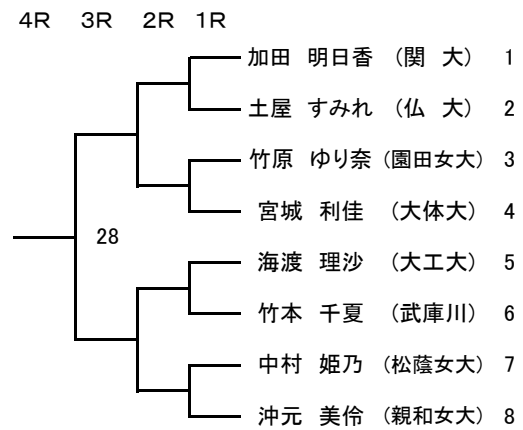 4R 3R 2R 1R
加田 明日香 (関 大) 1
土屋 すみれ (仏 大) 2
竹原 ゆり奈 (園田女大) 3
宮城 利佳 (大体大) 4
28
海渡 理沙 (大工大) 5
竹本 千夏 (武庫川) 6
中村 姫乃 (松蔭女大) 7
沖元 美伶 (親和女大) 8